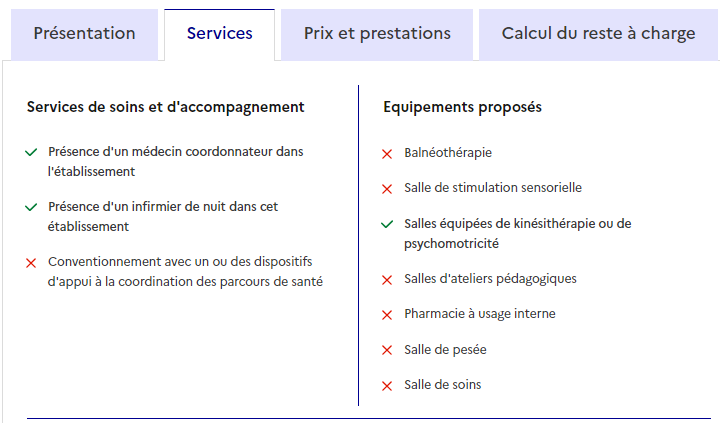 Présentation
Services
Prix et prestations
Calcul du reste à charge
Services de soins et d'accompagnement
Présence d'un médecin coordonnateur dans
l'établissement
Présence d'un infirmier de nuit dans cet
établissement
Conventionnement avec un ou des dispositifs
d'appui à la coordination des parcours de santé
Equipements proposés
Balnéothérapie
Salle de stimulation sensorielle
Salles équipées de kinésithérapie ou de
psychomotricité
Salles d'ateliers pédagogiques
Pharmacie à usage interne
Salle de pesée
Salle de soins